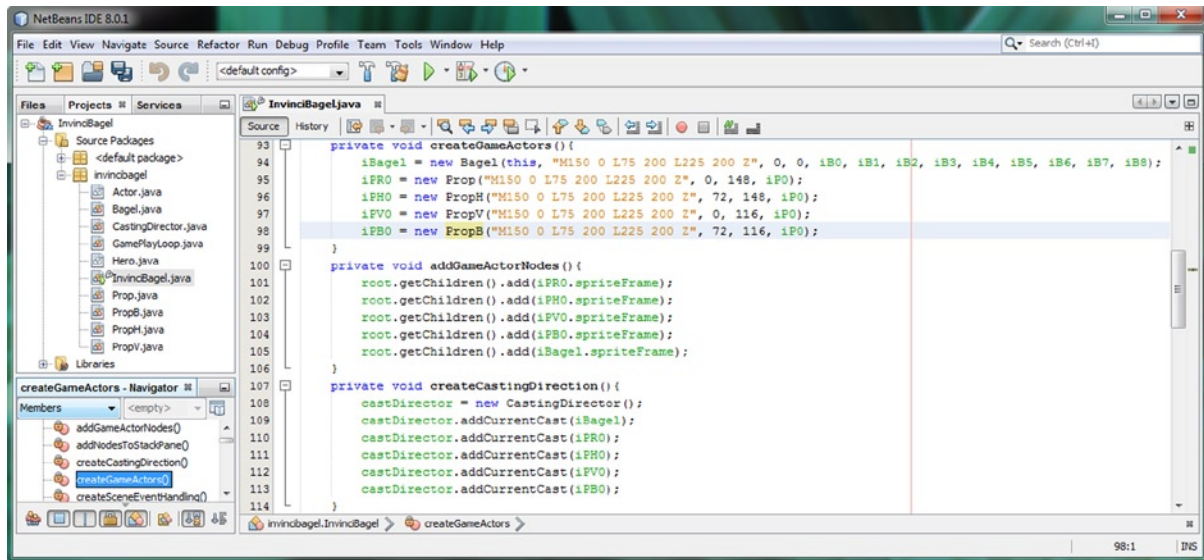 NetBeans IDE 8.0.1
File Edit View Navigate Source Refactor Run Debug Profile Team Tools Window Help
Search (Ctrl+I)
<default config>
Files Projects Services
InvinciBagel
Source Packages
<default package>
invincibagel
Actor.java
Bagel.java
CastingDirector.java
GamePlayLoop.java
Hero.java
InvinciBagel.java
Prop.java
PropB.java
PropH.java
PropV.java
Libraries
createGameActors - Navigator
Members <empty>
addGameActorNodes()
addNodesToStackPane()
createCastingDirection()
createGameActors()
createSceneEventHandling()
InvinciBagel.java
Source History
93 private void createGameActors(){
94 iBagel = new Bagel(this, "M150 0 L75 200 L225 200 Z", 0, 0, iB0, iB1, iB2, iB3, iB4, iB5, iB6, iB7, iB8);
95 iPR0 = new Prop("M150 0 L75 200 L225 200 Z", 0, 148, iP0);
96 iPH0 = new PropH("M150 0 L75 200 L225 200 Z", 72, 148, iP0);
97 iPV0 = new PropV("M150 0 L75 200 L225 200 Z", 0, 116, iP0);
98 iPB0 = new PropB("M150 0 L75 200 L225 200 Z", 72, 116, iP0);
99 }
100 private void addGameActorNodes(){
101 root.getChildren().add(iPR0.spriteFrame);
102 root.getChildren().add(iPH0.spriteFrame);
103 root.getChildren().add(iPV0.spriteFrame);
104 root.getChildren().add(iPB0.spriteFrame);
105 root.getChildren().add(iBagel.spriteFrame);
106 }
107 private void createCastingDirection(){
108 castDirector = new CastingDirector();
109 castDirector.addCurrentCast(iBagel);
110 castDirector.addCurrentCast(iPR0);
111 castDirector.addCurrentCast(iPH0);
112 castDirector.addCurrentCast(iPV0);
113 castDirector.addCurrentCast(iPB0);
114 }
invincibagel.InvinciBagel createGameActors
98:1 INS